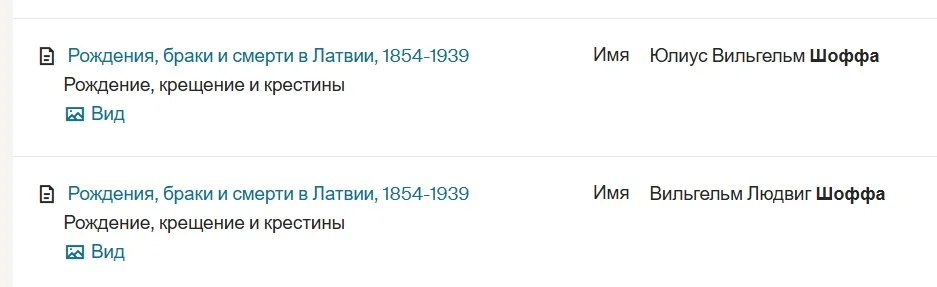 Рождения, браки и смерти в Латвии, 1854-1939 Имя Юлиус Вильгельм Шоффа
Рождение, крещение и крестины
Вид
Рождения, браки и смерти в Латвии, 1854-1939 Имя Вильгельм Людвиг Шоффа
Рождение, крещение и крестины
Вид